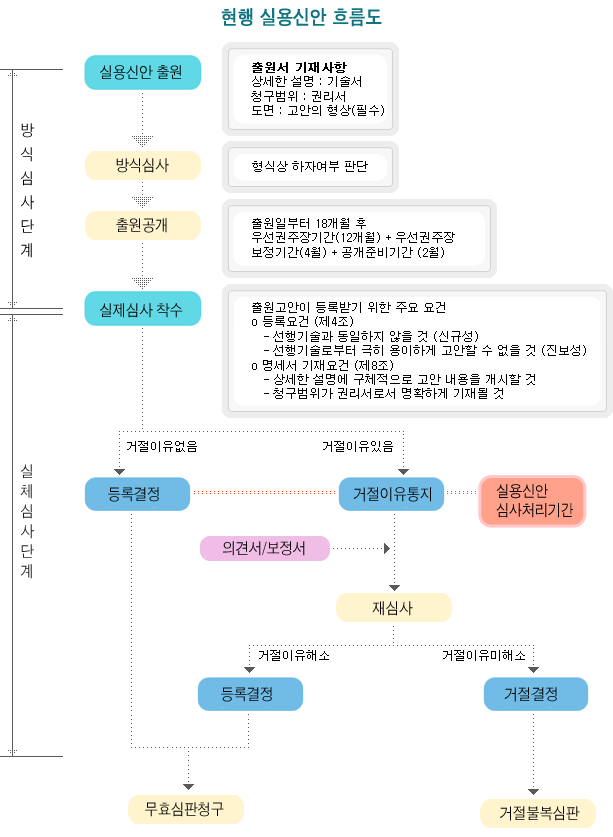 현행 실용신안 흐름도
방식심사단계
실용신안 출원
출원서 기재사항
상세한 설명 : 기술서
청구범위 : 권리서
도면 : 고안의 형상(필수)
방식심사
형식상 하자여부 판단
출원공개
출원일부터 18개월 후
우선권주장기간(12개월) + 우선권주장
보정기간(4월) + 공개준비기간 (2월)
실제심사 착수
출원고안이 등록받기 위한 주요 요건
o 등록요건 (제4조)
- 선행기술과 동일하지 않을 것 (신규성)
- 선행기술로부터 극히 용이하게 고안할 수 없을 것 (진보성)
o 명세서 기재요건 (제8조)
- 상세한 설명에 구체적으로 고안 내용을 개시할 것
- 청구범위가 권리서로서 명확하게 기재될 것
실체심사단계
거절이유없음
거절이유있음
등록결정
거절이유통지
실용신안
심사처리기간
의견서/보정서
재심사
거절이유해소
거절이유미해소
등록결정
거절결정
무효심판청구
거절불복심판